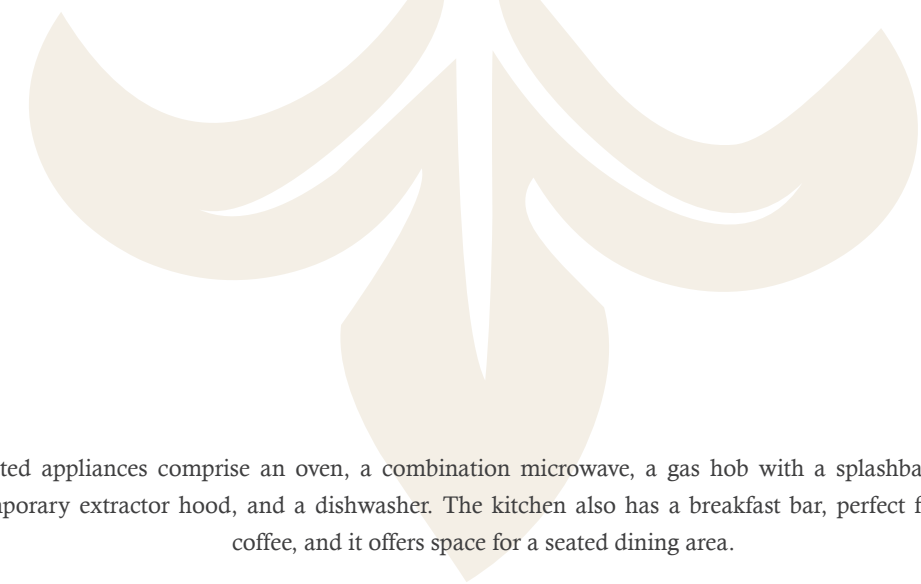 ted appliances comprise an oven, a combination microwave, a gas hob with a splashba
porary extractor hood, and a dishwasher. The kitchen also has a breakfast bar, perfect f
coffee, and it offers space for a seated dining area.